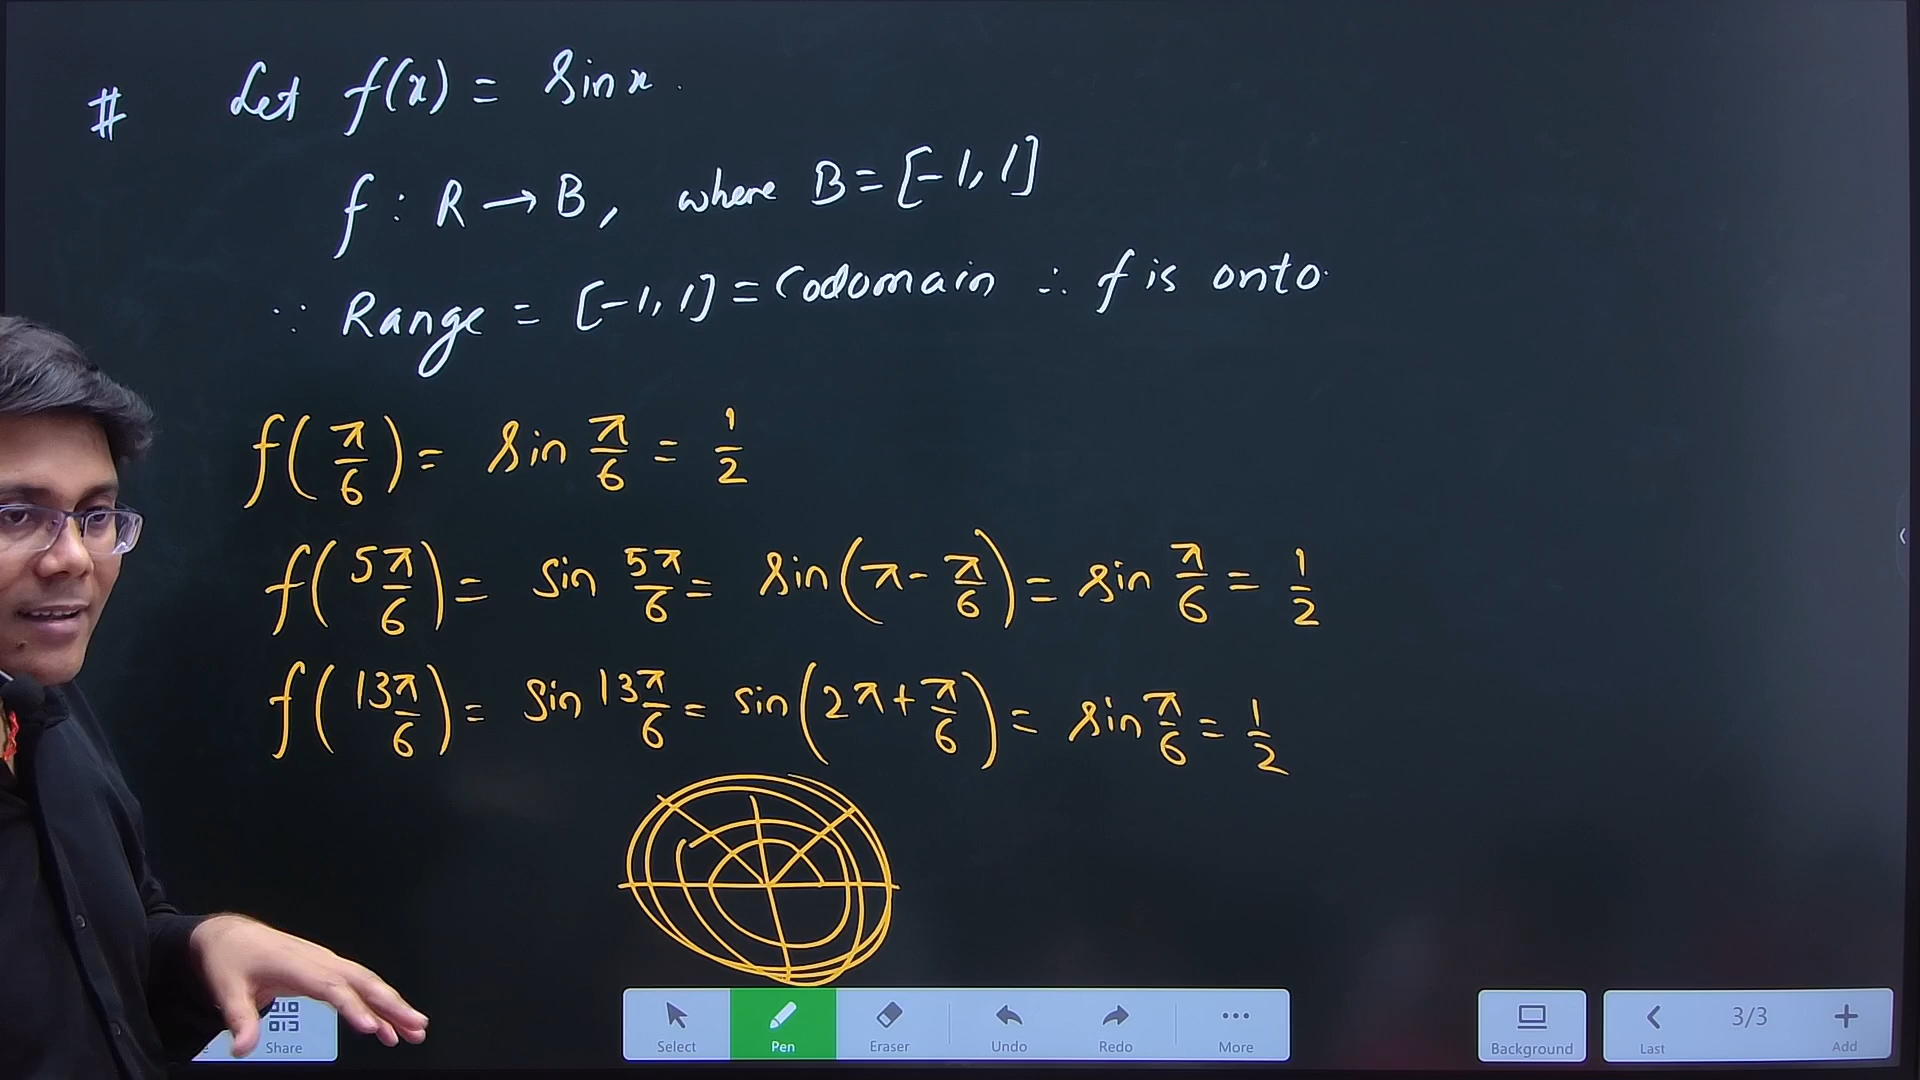 # Let f(x) = sin x.
f : R → B, where B = [-1, 1]
∵ Range = [-1, 1] = Codomain ∴ f is onto.
f(π/6) = sin π/6 = 1/2
f(5π/6) = sin 5π/6 = sin(π - π/6) = sin π/6 = 1/2
f(13π/6) = sin 13π/6 = sin(2π + π/6) = sin π/6 = 1/2
Share Select Pen Eraser Undo Redo More Background Last 3/3 Add